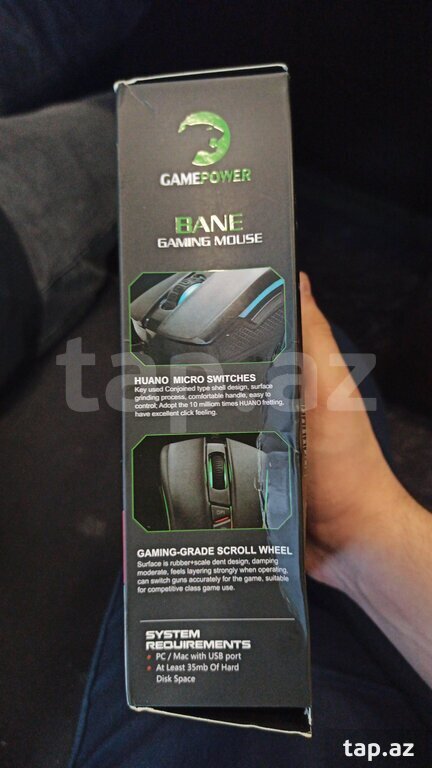 GAMEPOWER
BANE
GAMING MOUSE
tap.az
HUANO MICRO SWITCHES
Key used Conjoined type shell design, surface
grinding process, comfortable handle, easy to
control; Adopt the 10 milliom times HUANO fretting,
have excellent click feeling.
DPI
GAMING-GRADE SCROLL WHEEL
Surface is rubber+scale dent design, damping
moderate, feels layering strongly when operating,
can switch guns accurately for the game, suitable
for competitive class game use.
SYSTEM
REQUIREMENTS
• PC / Mac with USB port
• At Least 35mb Of Hard
Disk Space
tap.az